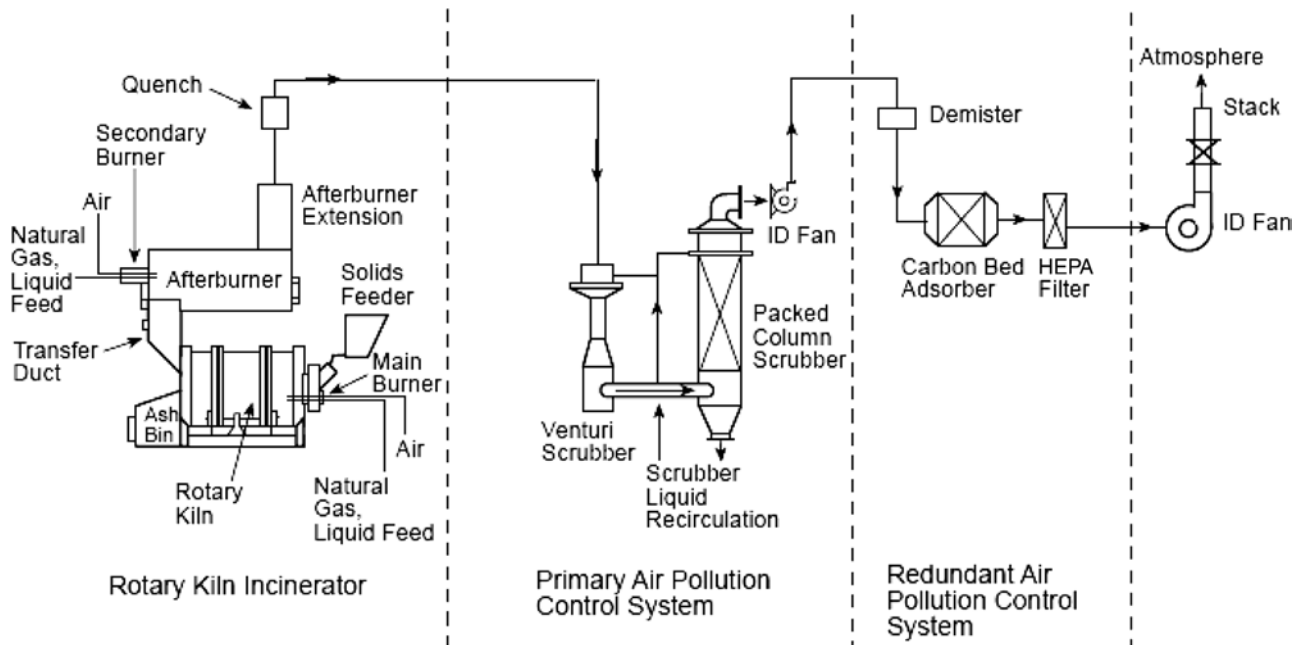 Quench
Secondary
Burner
Air
Natural
Gas,
Liquid
Feed
Afterburner
Extension
Afterburner
Solids
Feeder
Transfer
Duct
Main
Burner
Ash
Bin
Air
Rotary
Kiln
Natural
Gas,
Liquid Feed
Rotary Kiln Incinerator
ID Fan
Packed
Column
Scrubber
Venturi
Scrubber
Scrubber
Liquid
Recirculation
Primary Air Pollution
Control System
Demister
Carbon Bed
Adsorber
HEPA
Filter
Redundant Air
Pollution Control
System
Atmosphere
Stack
ID Fan